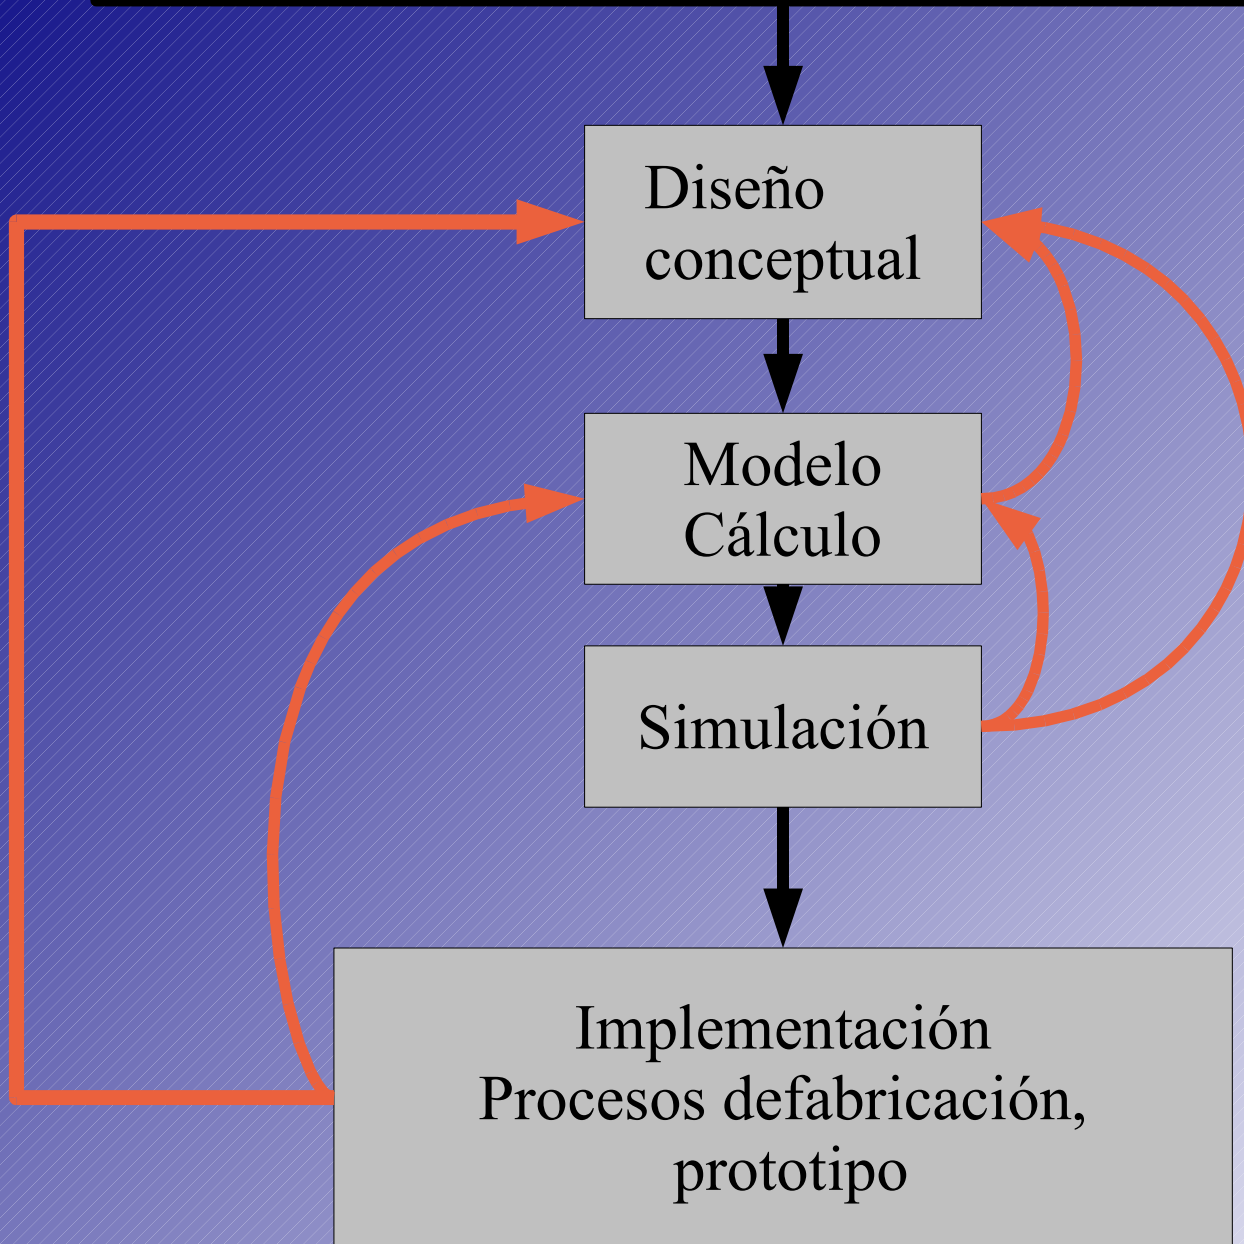 Diseño
conceptual
Modelo
Cálculo
Simulación
Implementación
Procesos defabricación,
prototipo